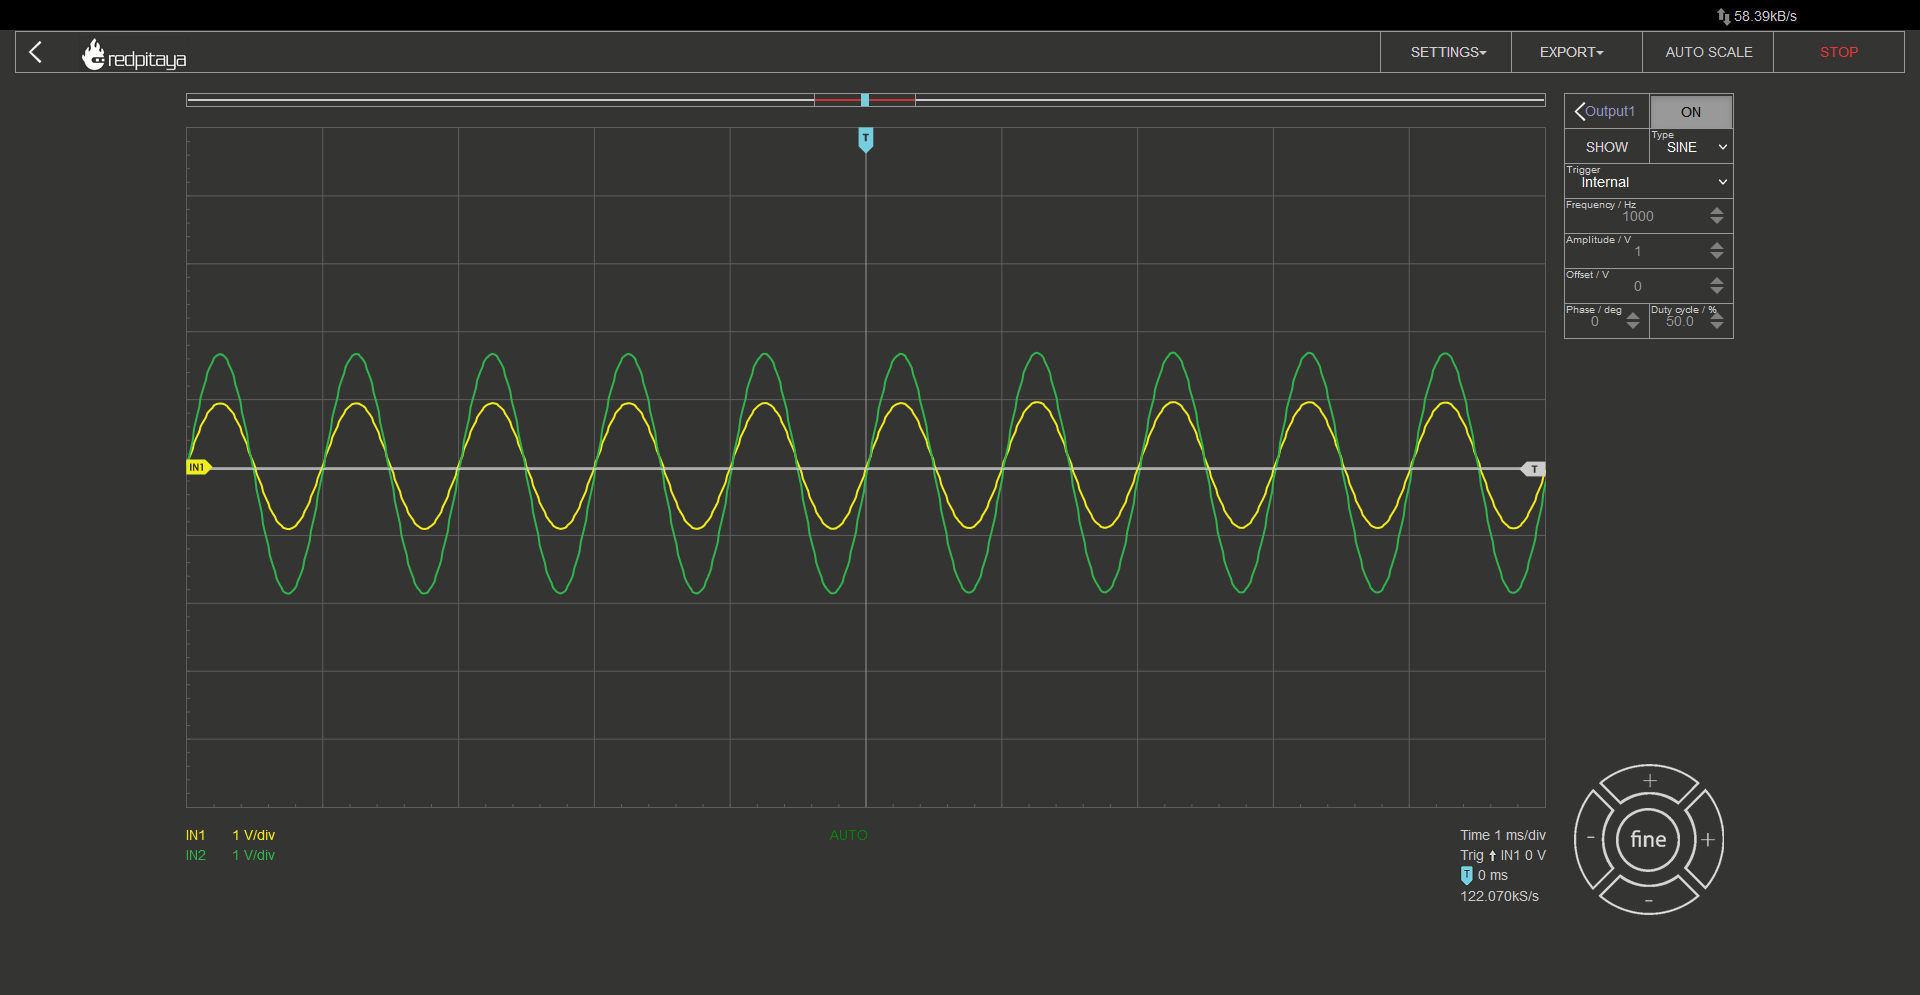 58.39kB/s
redpitaya
SETTINGS
EXPORT
AUTO SCALE
STOP
T
Output1
ON
SHOW
Type
SINE
Trigger
Internal
Frequency / Hz
1000
Amplitude / V
1
Offset / V
0
Phase / deg
0
Duty cycle / %
50.0
IN1
T
IN1 1 V/div
AUTO
Time 1 ms/div
IN2 1 V/div
Trig IN1 0 V
T 0 ms
122.070kS/s
+
- fine +
-